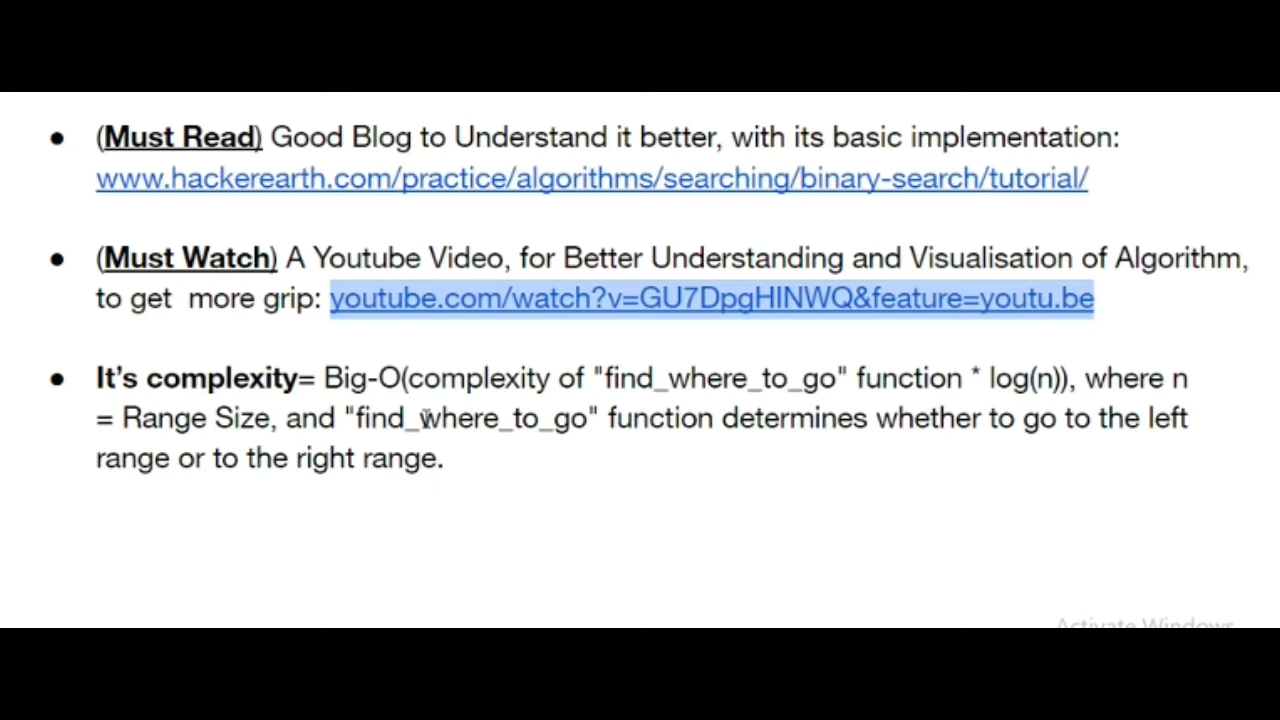 ● (Must Read) Good Blog to Understand it better, with its basic implementation:
www.hackerearth.com/practice/algorithms/searching/binary-search/tutorial/
● (Must Watch) A Youtube Video, for Better Understanding and Visualisation of Algorithm,
to get more grip: youtube.com/watch?v=GU7DpgHINWQ&feature=youtu.be
● It’s complexity= Big-O(complexity of "find_where_to_go" function * log(n)), where n
= Range Size, and "find_where_to_go" function determines whether to go to the left
range or to the right range.
Activate Windows